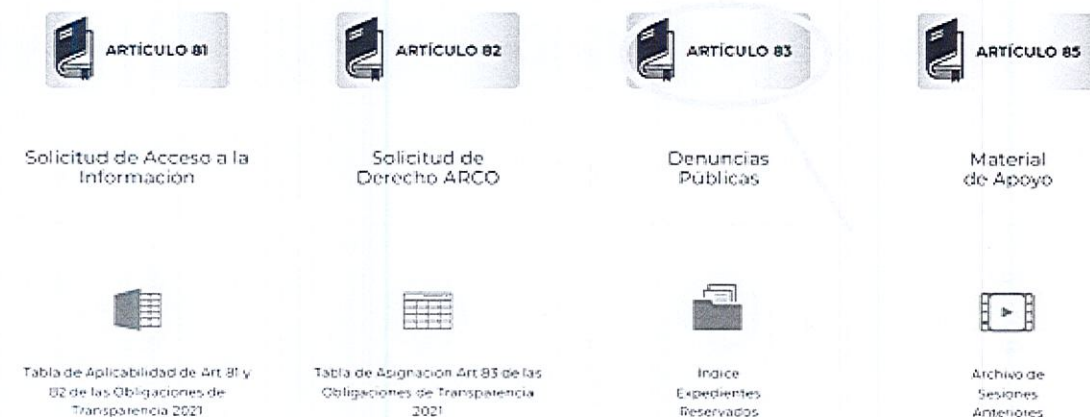 ARTÍCULO 81
ARTÍCULO 82
ARTÍCULO 83
ARTÍCULO 85
Solicitud de Acceso a la
Información
Solicitud de
Derecho ARCO
Denuncias
Públicas
Material
de Apoyo
Tabla de Aplicabilidad de Art 81 y
82 de las Obligaciones de
Transparencia 2021
Tabla de Asignación Art 83 de las
Obligaciones de Transparencia
2021
Indice
Expedientes
Reservados
Archivo de
Sesiones
Anteriores